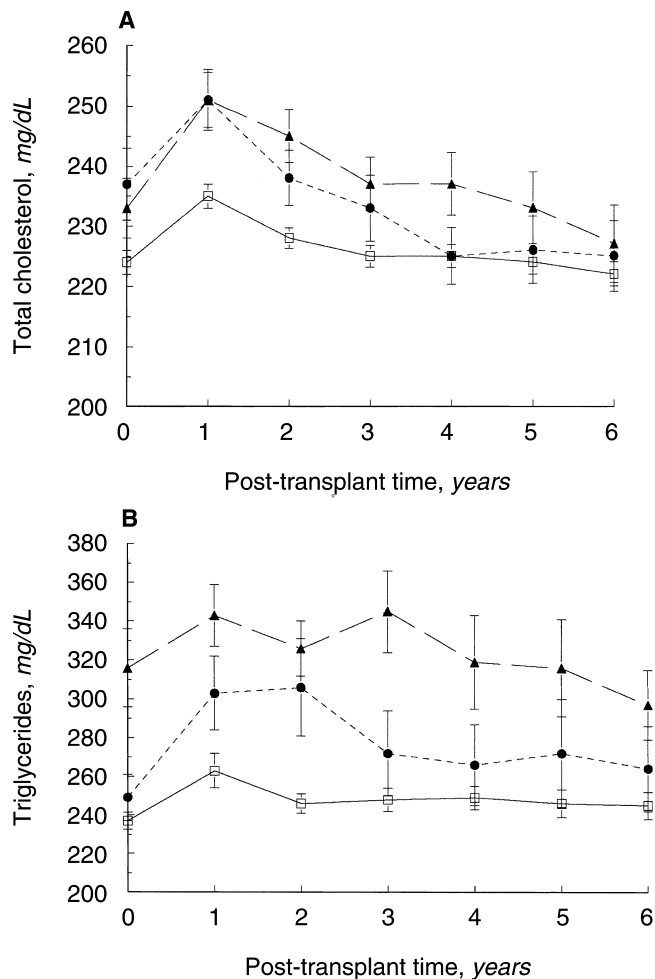 A
260
250
240
230
220
210
200
Total cholesterol, mg/dL
0 1 2 3 4 5 6
Post-transplant time, years
B
380
360
340
320
300
280
260
240
220
200
Triglycerides, mg/dL
0 1 2 3 4 5 6
Post-transplant time, years